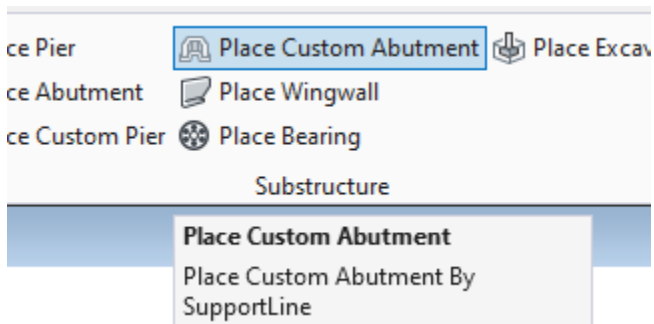 ce Pier Place Custom Abutment Place Excav
ce Abutment Place Wingwall
ce Custom Pier Place Bearing
Substructure
Place Custom Abutment
Place Custom Abutment By
SupportLine